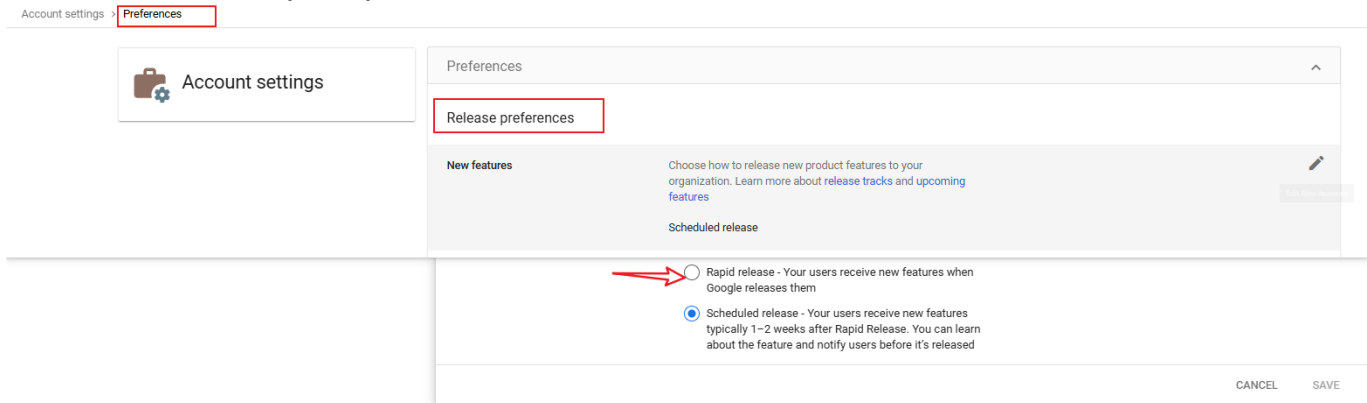 Account settings > Preferences
Account settings
Preferences
Release preferences
New features
Choose how to release new product features to your
organization. Learn more about release tracks and upcoming
features
Scheduled release
Rapid release - Your users receive new features when
Google releases them
Scheduled release - Your users receive new features
typically 1–2 weeks after Rapid Release. You can learn
about the feature and notify users before it's released
CANCEL SAVE